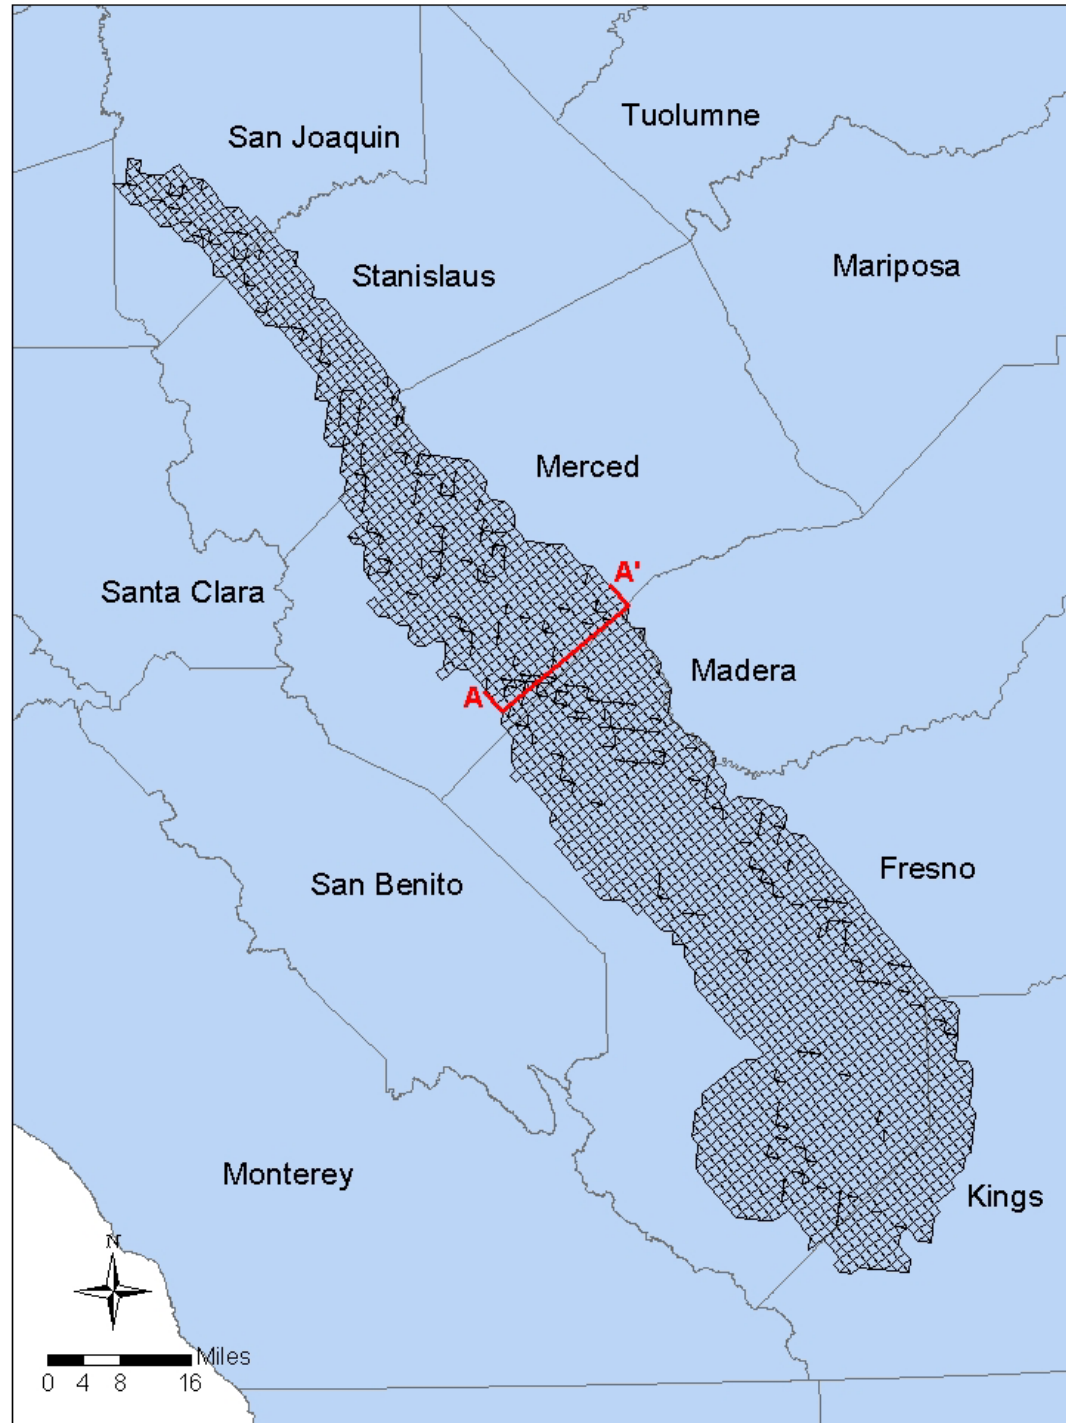 Tuolumne
San Joaquin
Mariposa
Stanislaus
Merced
A'
Santa Clara
Madera
A
Fresno
San Benito
Monterey
Kings
N
Miles
0 4 8 16